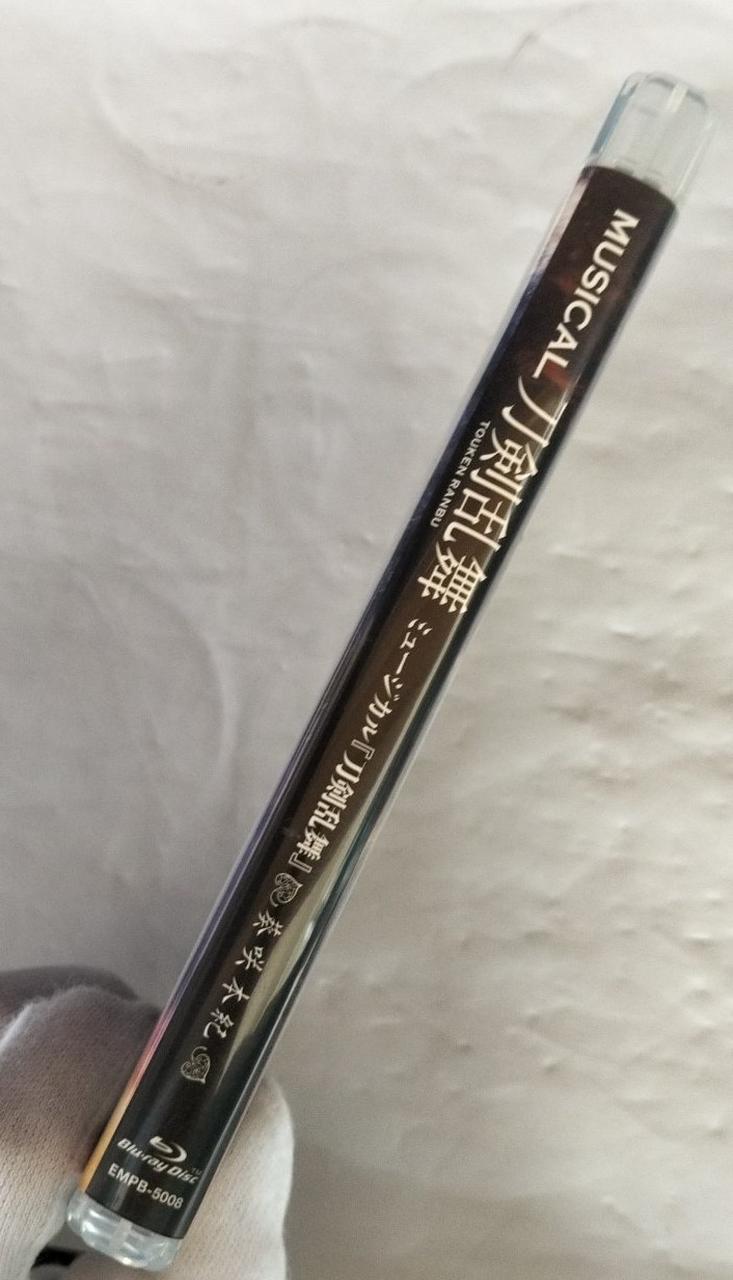 MUSICAL 刀剣乱舞
TOUKEN RANBU
ミュージカル『刀剣乱舞』 葵咲本紀
Blu-ray Disc TM
EMPB-5008